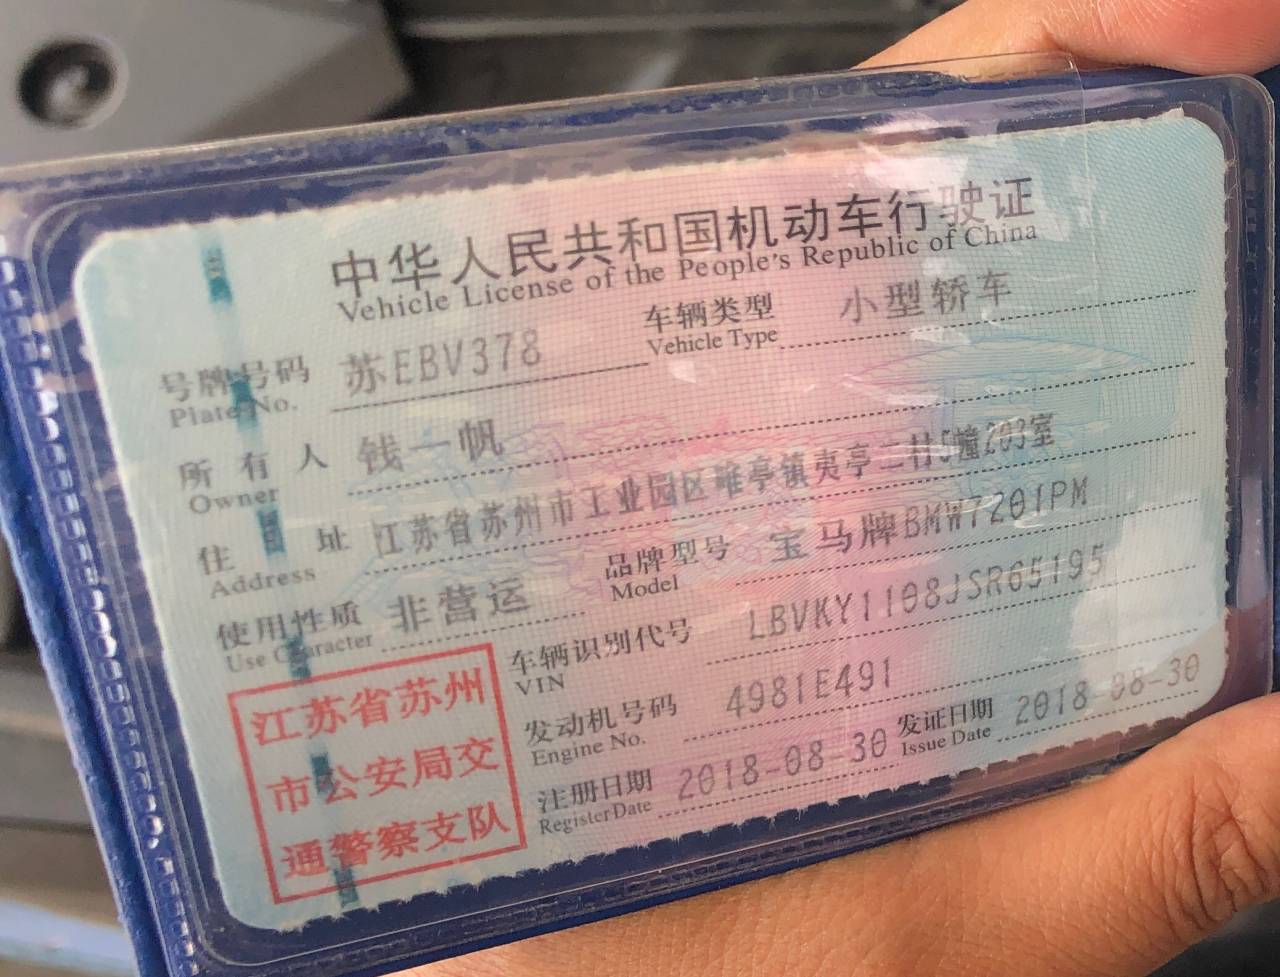 中华人民共和国机动车行驶证
Vehicle License of the People's Republic of China
号牌号码 苏EBV378 车辆类型 小型轿车
Plate No. Vehicle Type
所有人 钱一帆
Owner
住址 江苏省苏州市工业园区唯亭镇夷亭二村5幢203室
Address
使用性质 非营运 品牌型号 宝马牌BMW7201PM
Use Character Model
车辆识别代号 LBVKY1108JSR65195
VIN
发动机号码 4981E491
Engine No.
注册日期 2018-08-30 发证日期 2018-08-30
Register Date Issue Date
江苏省苏州
市公安局交
通警察支队